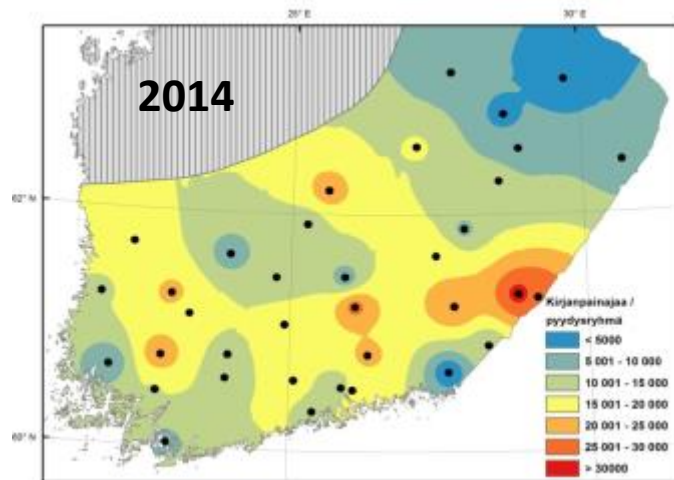 25° E
30° E
2014
62° N
60° N
Kirjanpainajaa /
pyydysryhmä
< 5000
5 001 - 10 000
10 001 - 15 000
15 001 - 20 000
20 001 - 25 000
25 001 - 30 000
> 30000